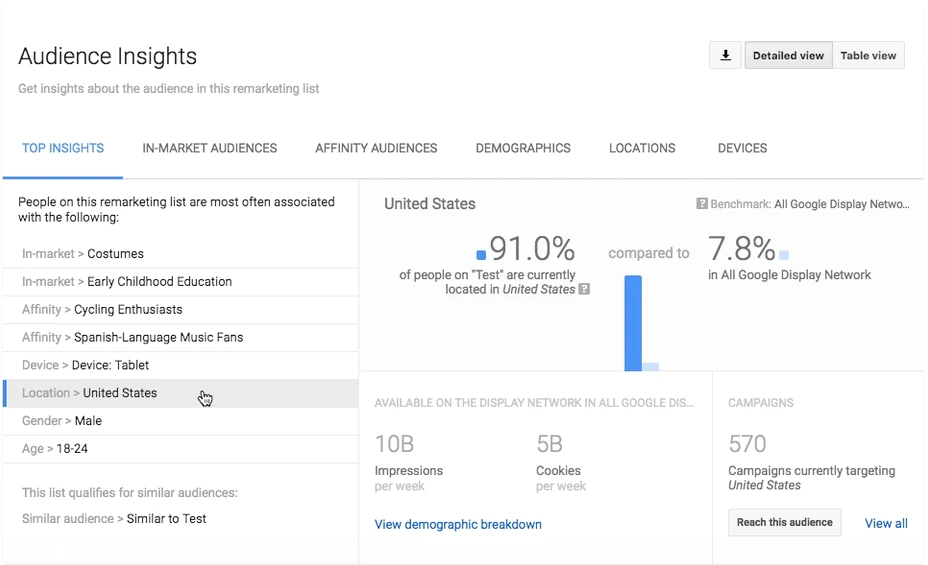 Audience Insights
Detailed view
Table view
Get insights about the audience in this remarketing list
TOP INSIGHTS
IN-MARKET AUDIENCES
AFFINITY AUDIENCES
DEMOGRAPHICS
LOCATIONS
DEVICES
People on this remarketing list are most often associated
with the following:
In-market > Costumes
In-market > Early Childhood Education
Affinity > Cycling Enthusiasts
Affinity > Spanish-Language Music Fans
Device > Device: Tablet
Location > United States
Gender > Male
Age > 18-24
This list qualifies for similar audiences:
Similar audience > Similar to Test
United States
? Benchmark: All Google Display Netwo...
91.0%
of people on "Test" are currently
located in United States ?
compared to
7.8%
in All Google Display Network
AVAILABLE ON THE DISPLAY NETWORK IN ALL GOOGLE DIS...
10B
Impressions
per week
5B
Cookies
per week
View demographic breakdown
CAMPAIGNS
570
Campaigns currently targeting
United States
Reach this audience
View all